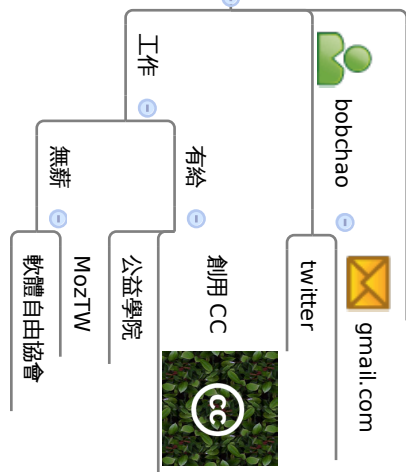 bobchao
gmail.com
twitter
工作
有給
創用 CC
cc
公益學院
無薪
MozTW
軟體自由協會